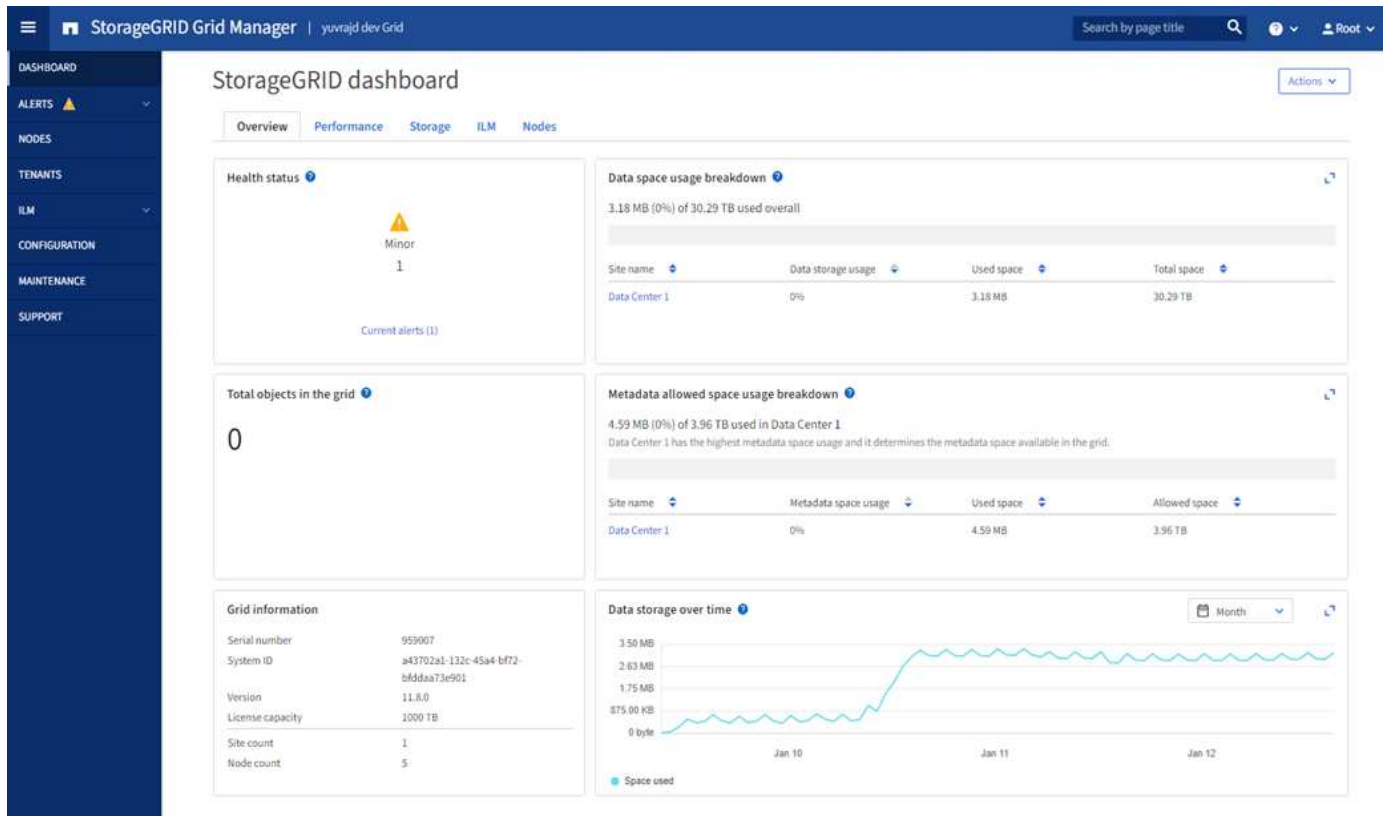 StorageGRID Grid Manager | yuvrajd dev Grid
Search by page title
Root
DASHBOARD
ALERTS
NODES
TENANTS
ILM
CONFIGURATION
MAINTENANCE
SUPPORT
StorageGRID dashboard
Actions
Overview Performance Storage ILM Nodes
Health status
Minor
1
Current alerts (1)
Data space usage breakdown
3.18 MB (0%) of 30.29 TB used overall
Site name Data storage usage Used space Total space
Data Center 1 0% 3.18 MB 30.29 TB
Total objects in the grid
0
Metadata allowed space usage breakdown
4.59 MB (0%) of 3.96 TB used in Data Center 1
Data Center 1 has the highest metadata space usage and it determines the metadata space available in the grid.
Site name Metadata space usage Used space Allowed space
Data Center 1 0% 4.59 MB 3.96 TB
Grid information
Serial number 959007
System ID a43702a1-132c-45a4-bf72-
bfddaa73e901
Version 11.8.0
License capacity 1000 TB
Site count 1
Node count 5
Data storage over time
Month
3.50 MB
2.63 MB
1.75 MB
875.00 KB
0 byte
Jan 10 Jan 11 Jan 12
Space used